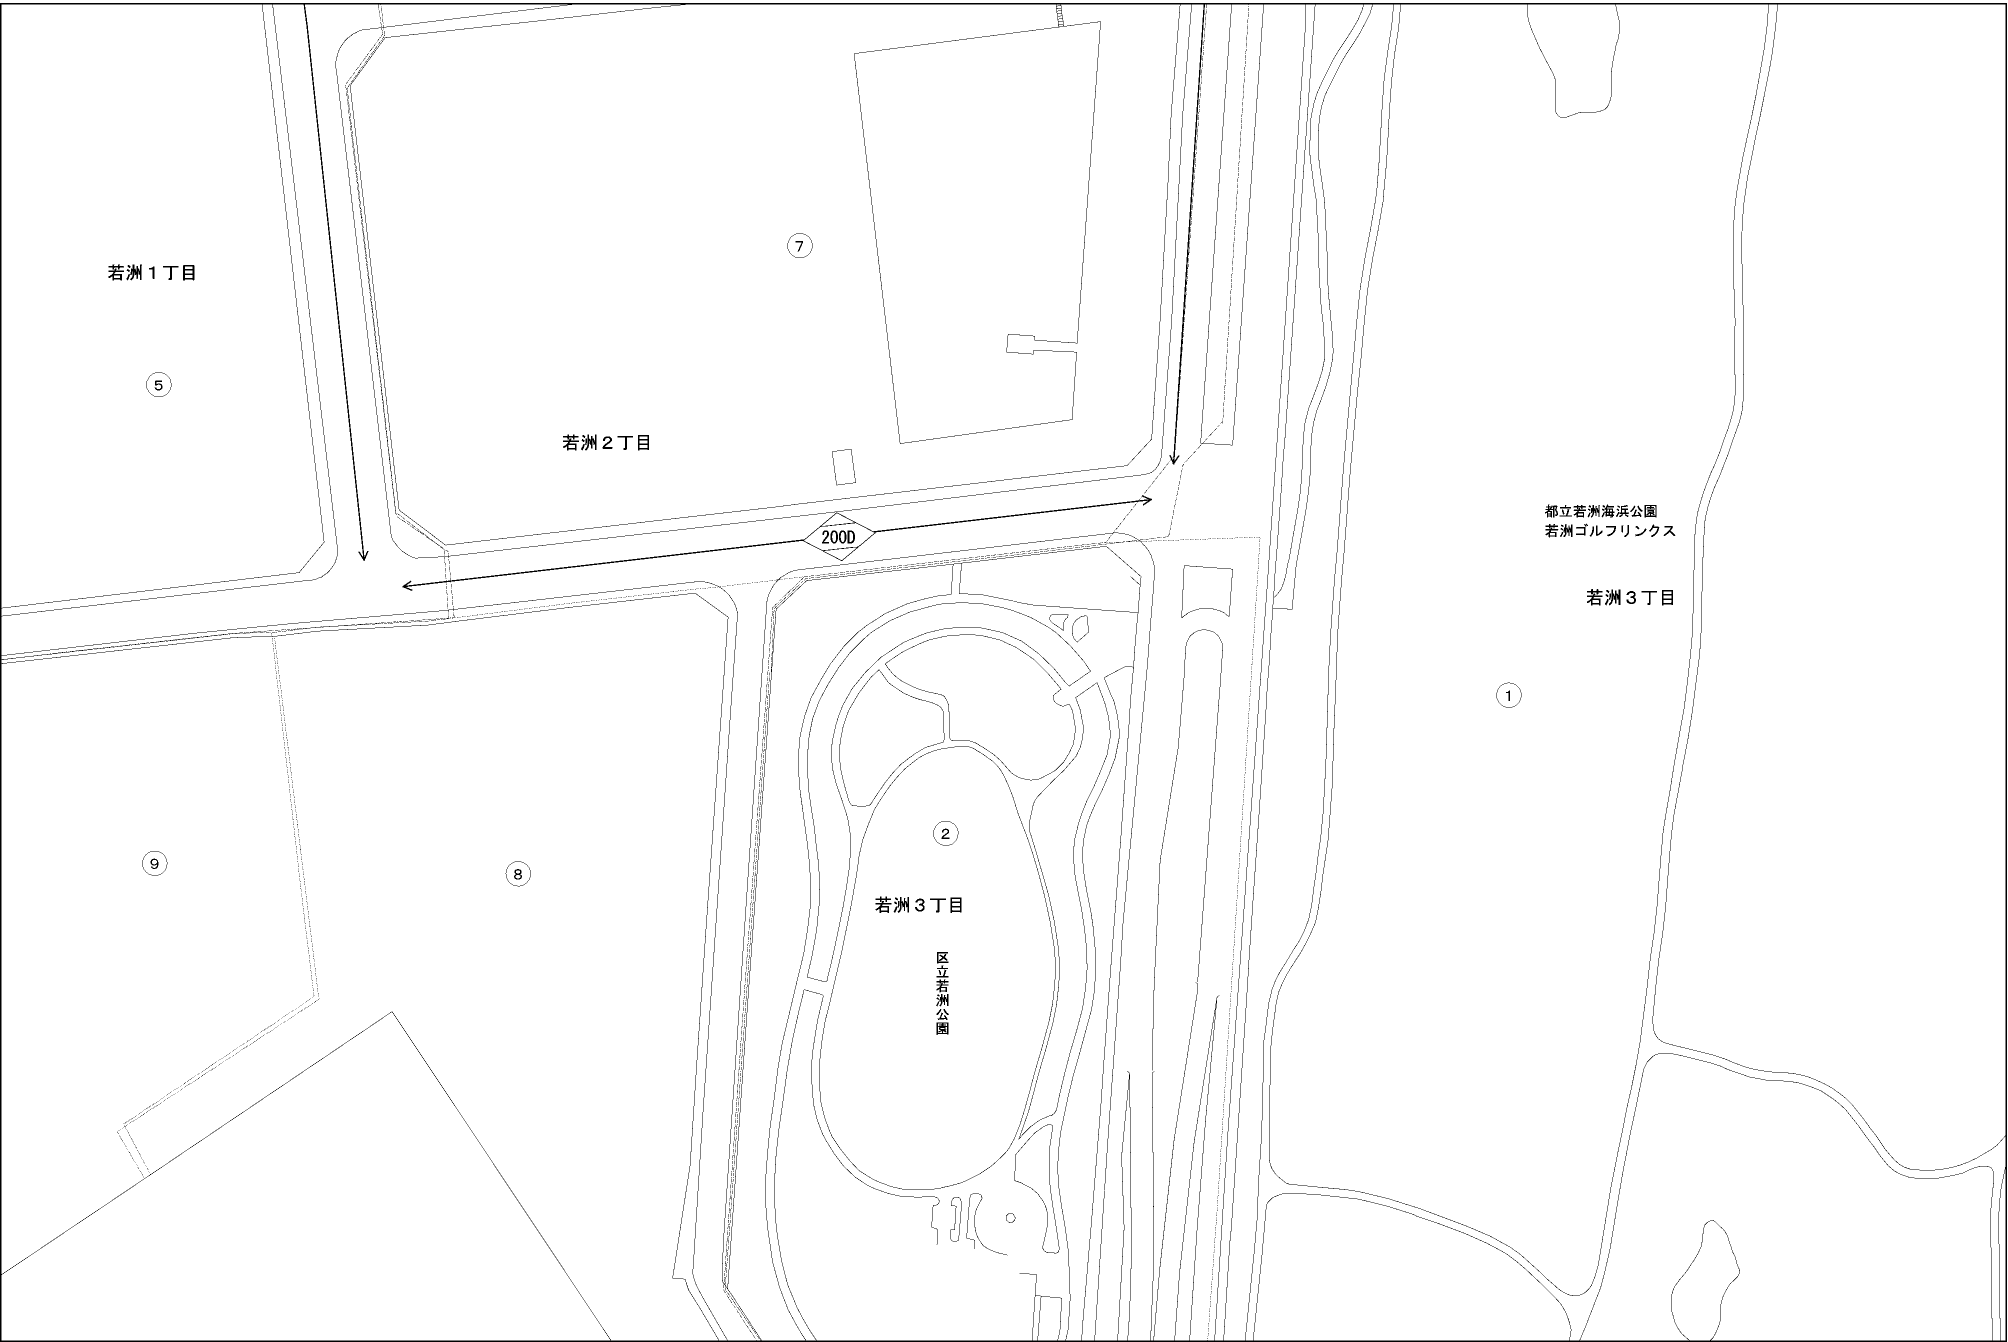 ⑦
若洲１丁目
⑤
若洲２丁目
都立若洲海浜公園
若洲ゴルフリンクス
200D
若洲３丁目
①
②
⑨
⑧
若洲３丁目
区立若洲公園